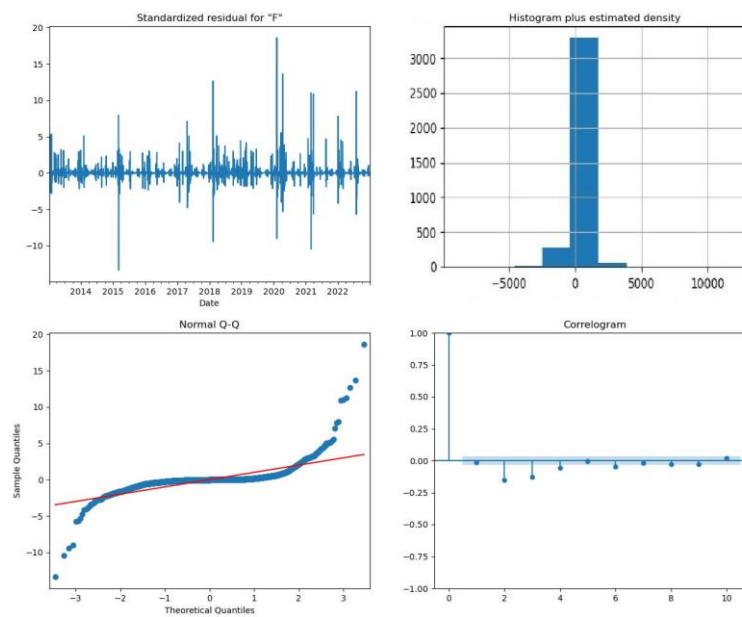 Standardized residual for "F"
20
15
10
5
0
−5
−10
2014 2015 2016 2017 2018 2019 2020 2021 2022
Date
Histogram plus estimated density
3000
2500
2000
1500
1000
500
0
−5000 0 5000 10000
Normal Q-Q
20
15
10
5
0
−5
−10
Sample Quantiles
−3 −2 −1 0 1 2 3
Theoretical Quantiles
Correlogram
1.00
0.75
0.50
0.25
0.00
−0.25
−0.50
−0.75
−1.00
0 2 4 6 8 10